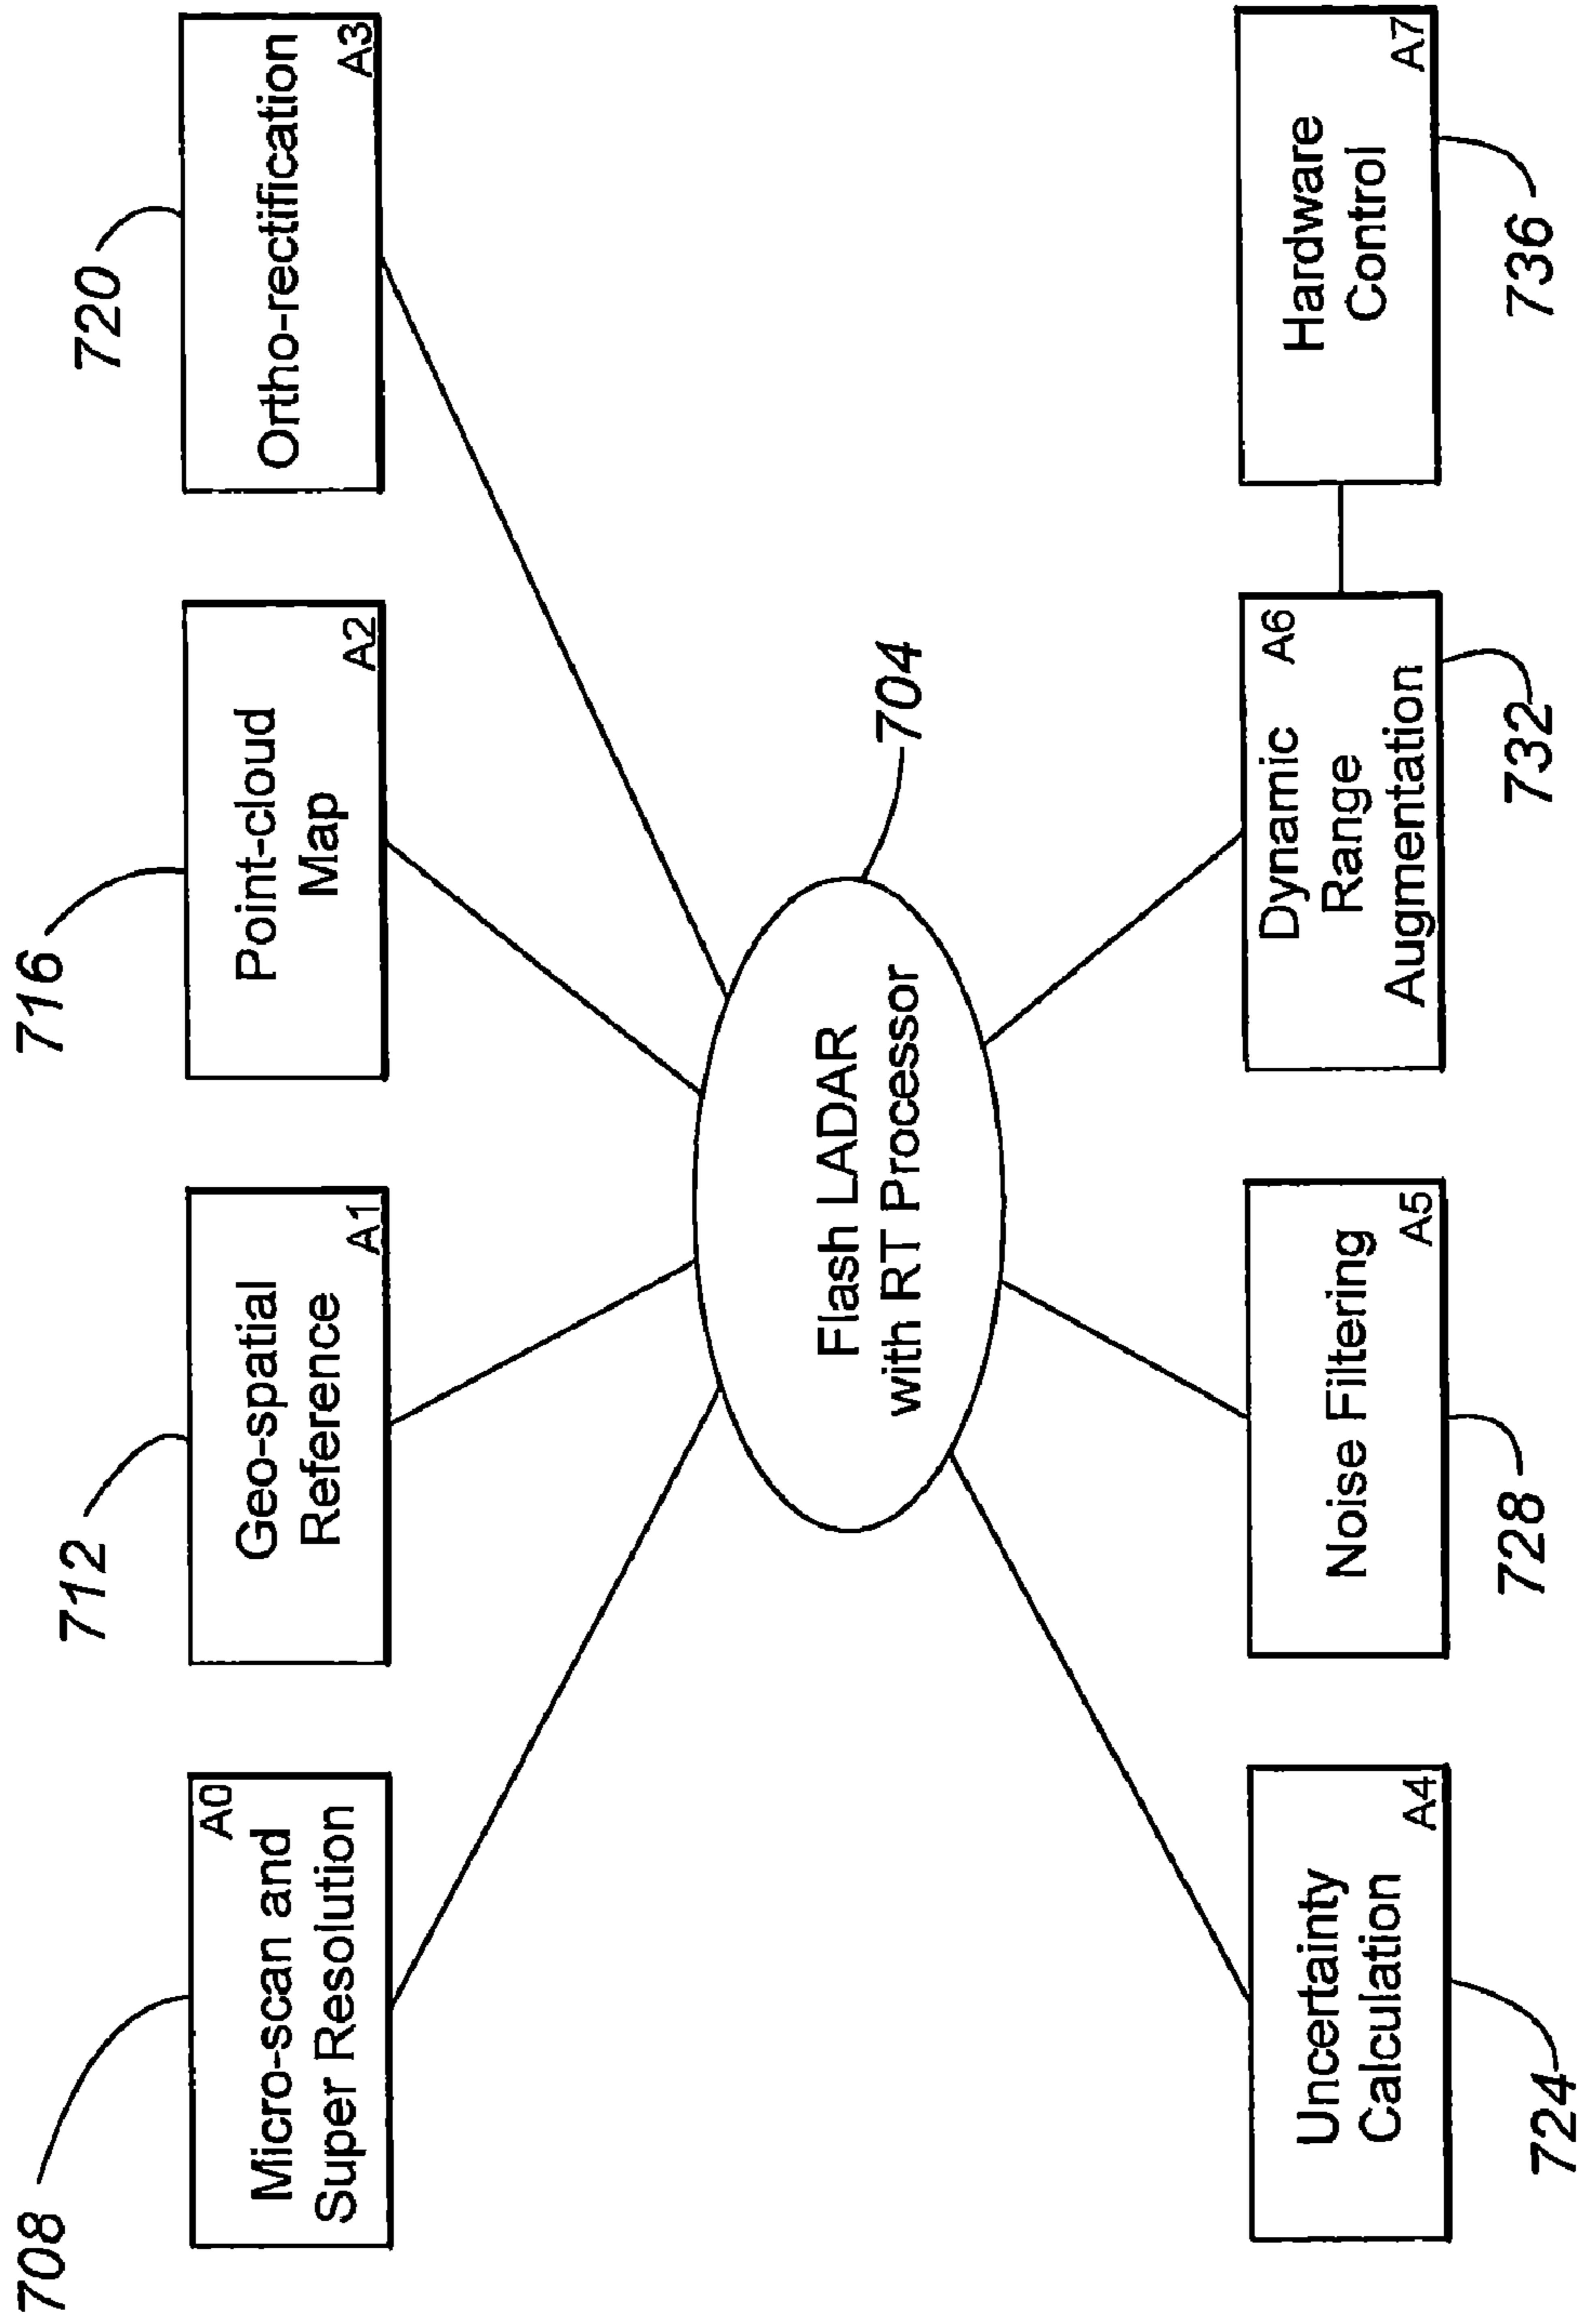 708
712
716
720
A0
Micro-scan and
Super Resolution
Geo-spatial
Reference
A1
Point-cloud
Map
A2
Ortho-rectification
A3
Flash LADAR
with RT Processor
704
Uncertainty
Calculation
A4
Noise Filtering
A5
Dynamic
A6
Range
Augmentation
Hardware
Control
A7
724
728
732
736